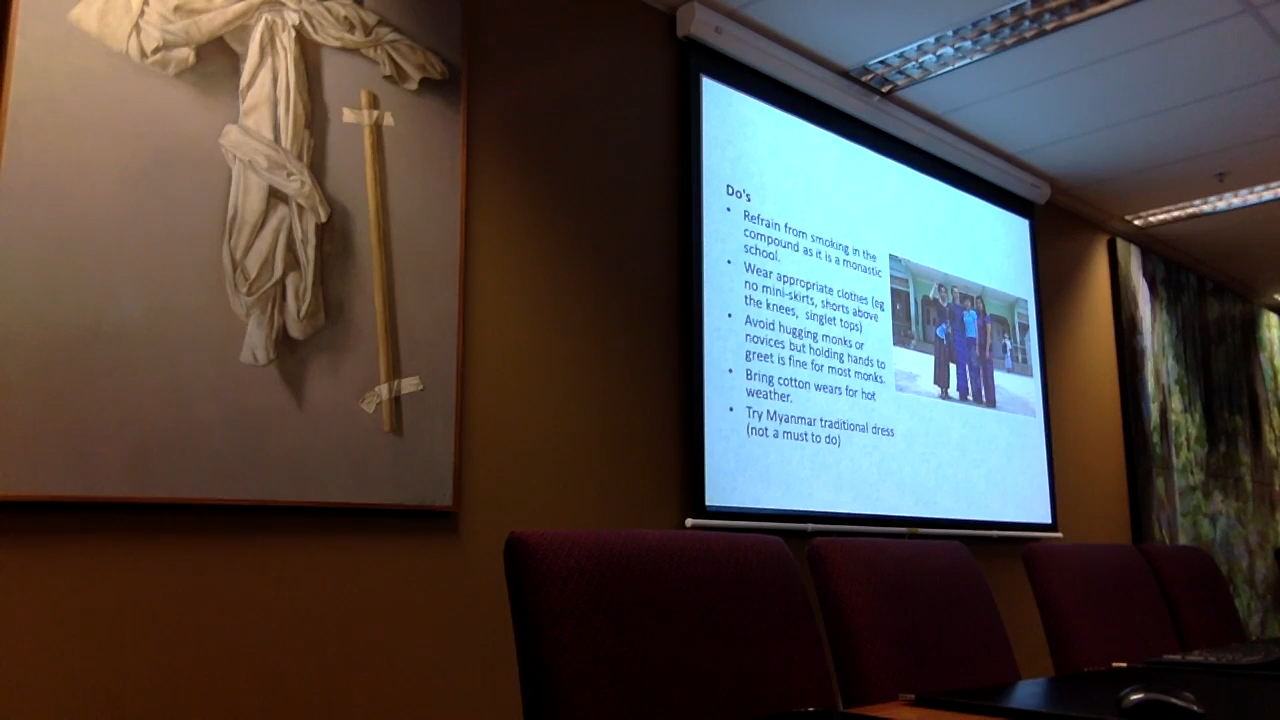 Do's
• Refrain from smoking in the
compound as it is a monastic
school.
• Wear appropriate clothes (eg
no mini-skirts, shorts above
the knees, singlet tops)
• Avoid hugging monks or
novices but holding hands to
greet is fine for most monks.
• Bring cotton wears for hot
weather.
• Try Myanmar traditional dress
(not a must to do)